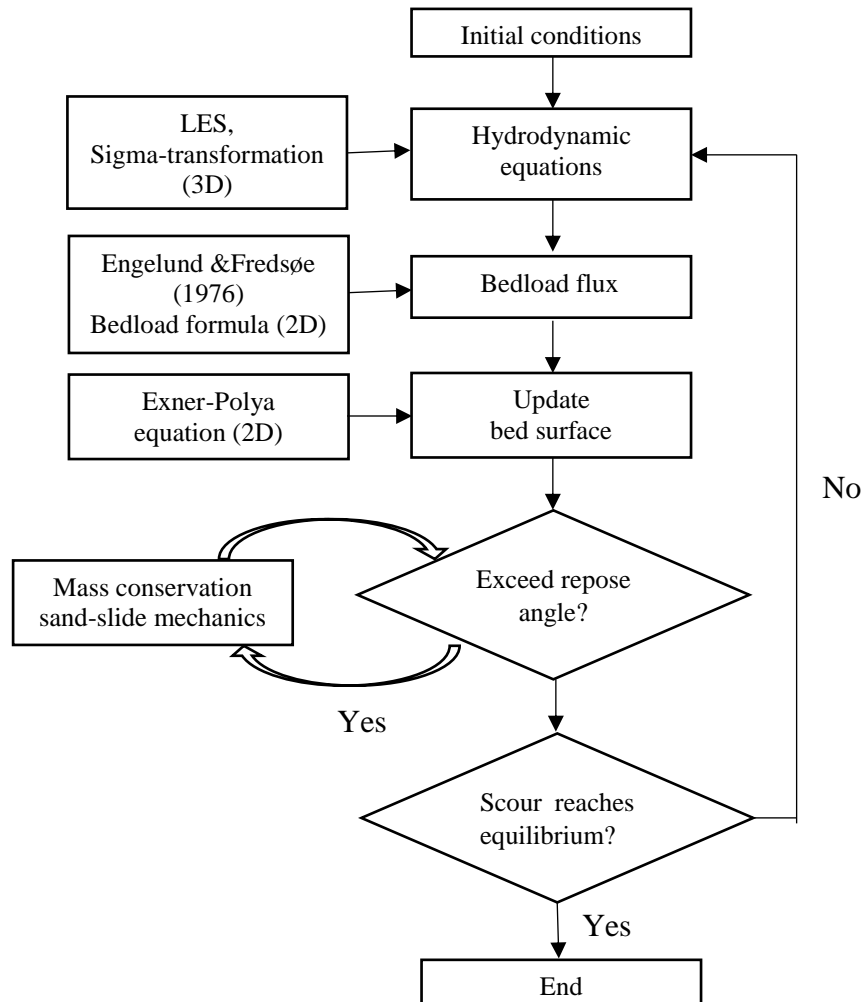 Initial conditions
LES,
Sigma-transformation
(3D)
Hydrodynamic
equations
Engelund &Fredsøe
(1976)
Bedload formula (2D)
Bedload flux
Exner-Polya
equation (2D)
Update
bed surface
No
Mass conservation
sand-slide mechanics
Exceed repose
angle?
Yes
Scour reaches
equilibrium?
Yes
End